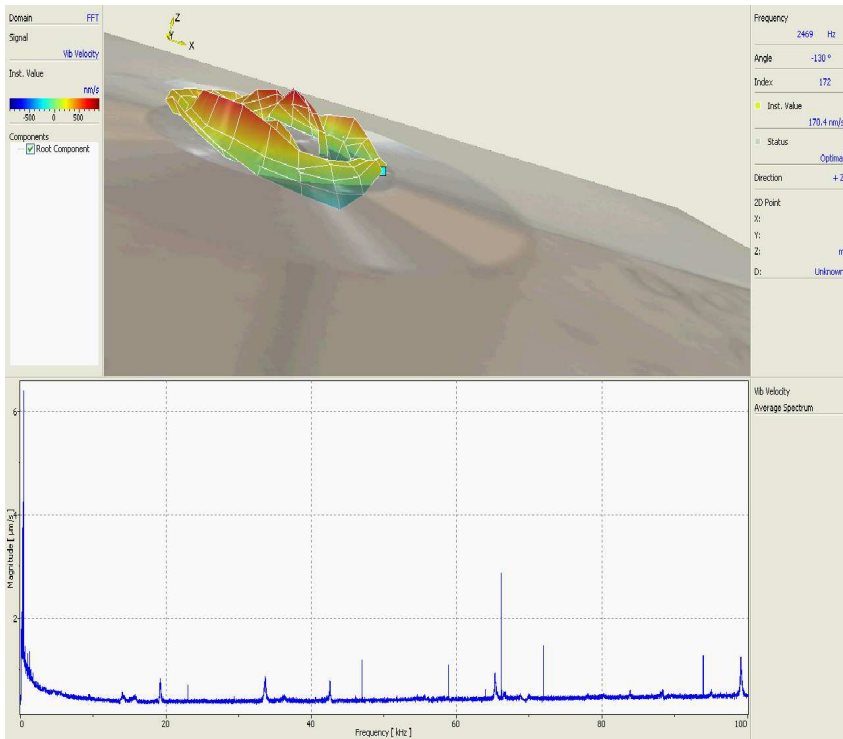 Domain FFT
Signal
Vib Velocity
Inst. Value
nm/s
-500 0 500
Components
Root Component
Z
Y
X
Frequency
2469 Hz
Angle -130 °
Index 172
Inst. Value
170.4 nm/s
Status
Optima
Direction + Z
2D Point
X:
Y:
Z: m
D: Unknown
Vib Velocity
Average Spectrum
Magnitude [ µm/s ]
6
4
2
0 20 40 60 80 100
Frequency [ kHz ]